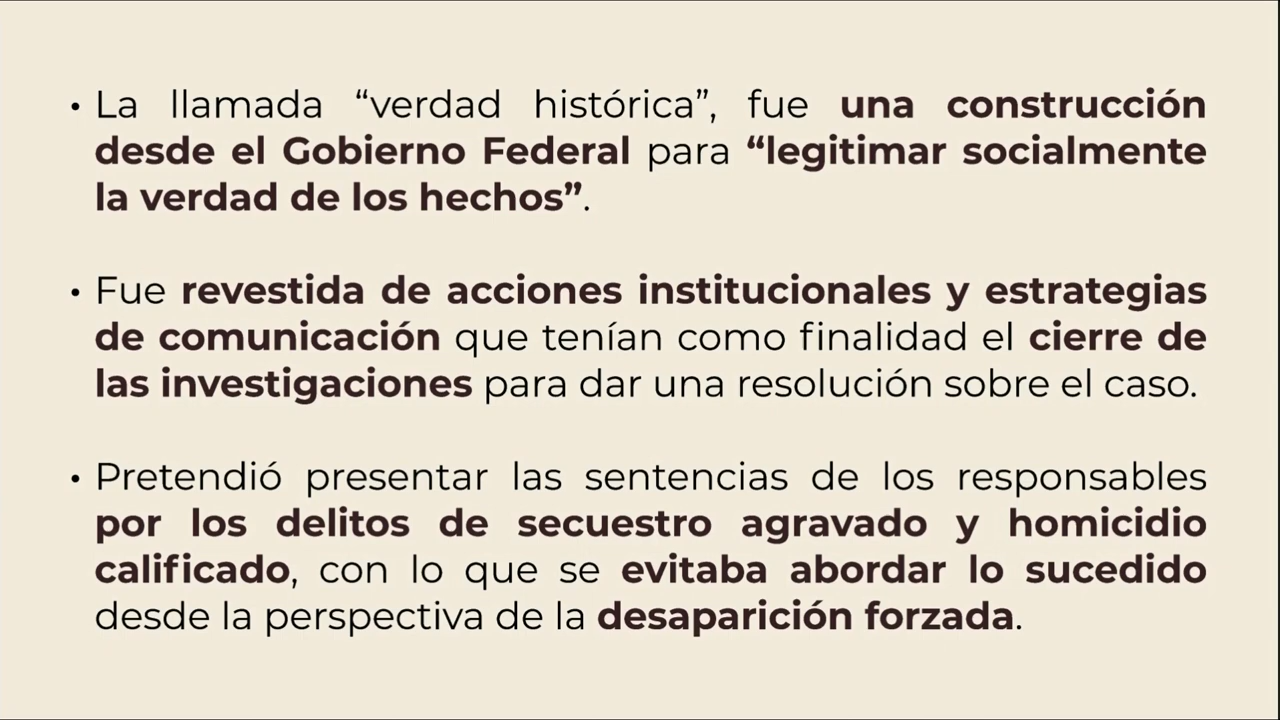 • La llamada “verdad histórica”, fue una construcción
desde el Gobierno Federal para “legitimar socialmente
la verdad de los hechos”.
• Fue revestida de acciones institucionales y estrategias
de comunicación que tenían como finalidad el cierre de
las investigaciones para dar una resolución sobre el caso.
• Pretendió presentar las sentencias de los responsables
por los delitos de secuestro agravado y homicidio
calificado, con lo que se evitaba abordar lo sucedido
desde la perspectiva de la desaparición forzada.